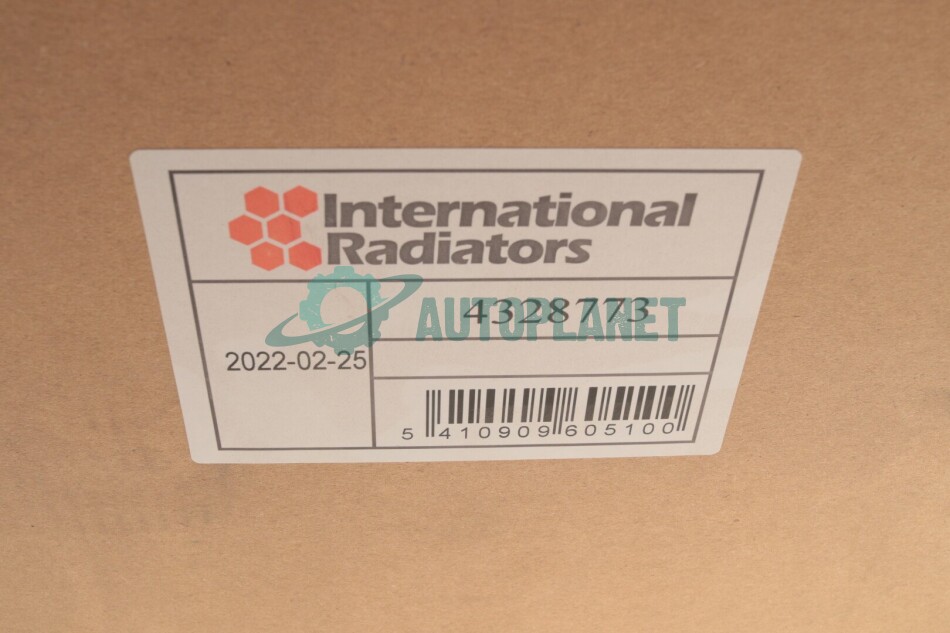 International
Radiators
4328773
AUTOPLANET
2022-02-25
5 410909 605100